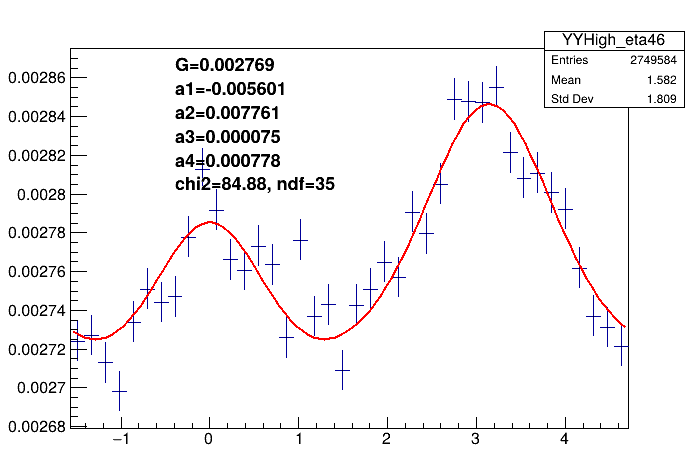 YYHigh_eta46
Entries 2749584
Mean 1.582
Std Dev 1.809
G=0.002769
a1=-0.005601
a2=0.007761
a3=0.000075
a4=0.000778
chi2=84.88, ndf=35
0.00286
0.00284
0.00282
0.0028
0.00278
0.00276
0.00274
0.00272
0.0027
0.00268
−1 0 1 2 3 4